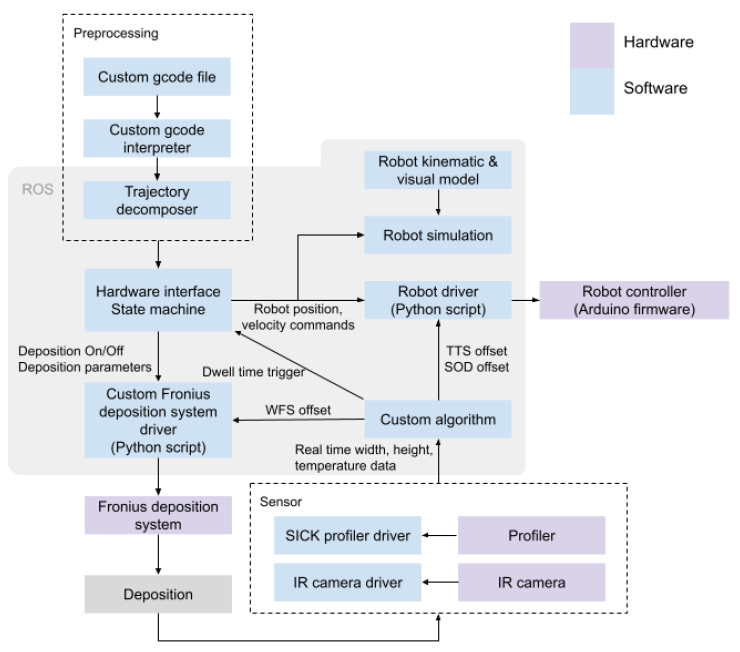 Preprocessing
Custom gcode file
Custom gcode
interpreter
Trajectory
decomposer
Hardware
Software
ROS
Robot kinematic &
visual model
Robot simulation
Hardware interface
State machine
Robot position,
velocity commands
Robot driver
(Python script)
Robot controller
(Arduino firmware)
Deposition On/Off
Deposition parameters
TTS offset
SOD offset
Dwell time trigger
Custom Fronius
deposition system
driver
(Python script)
WFS offset
Custom algorithm
Real time width, height,
temperature data
Fronius deposition
system
Sensor
SICK profiler driver
Profiler
IR camera driver
IR camera
Deposition